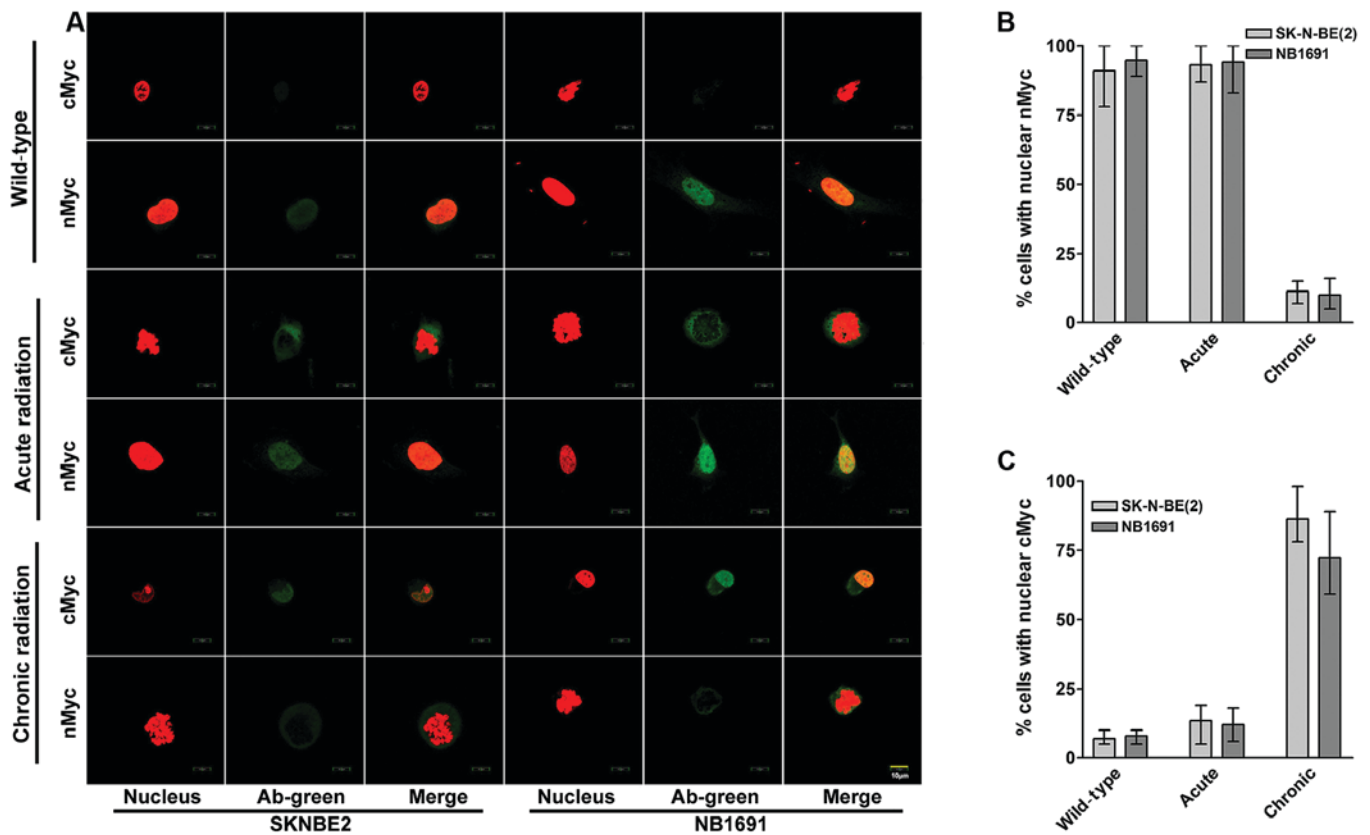 A
Wild-type
cMyc
nMyc
Acute radiation
cMyc
nMyc
Chronic radiation
cMyc
nMyc
10µm
Nucleus Ab-green Merge Nucleus Ab-green Merge
SKNBE2 NB1691
B
% cells with nuclear nMyc
100
75
50
25
0
SK-N-BE(2)
NB1691
Wild-type Acute Chronic
C
% cells with nuclear cMyc
100
75
50
25
0
SK-N-BE(2)
NB1691
Wild-type Acute Chronic